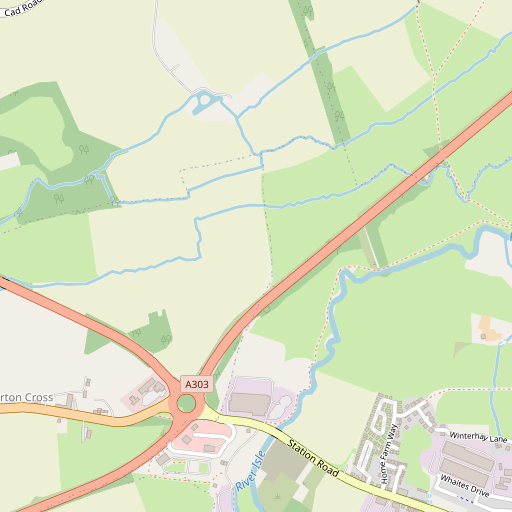 Cad Road
A303
rton Cross
Station Road
River Isle
Home Farm Way
Winterhay Lane
Whaites Drive